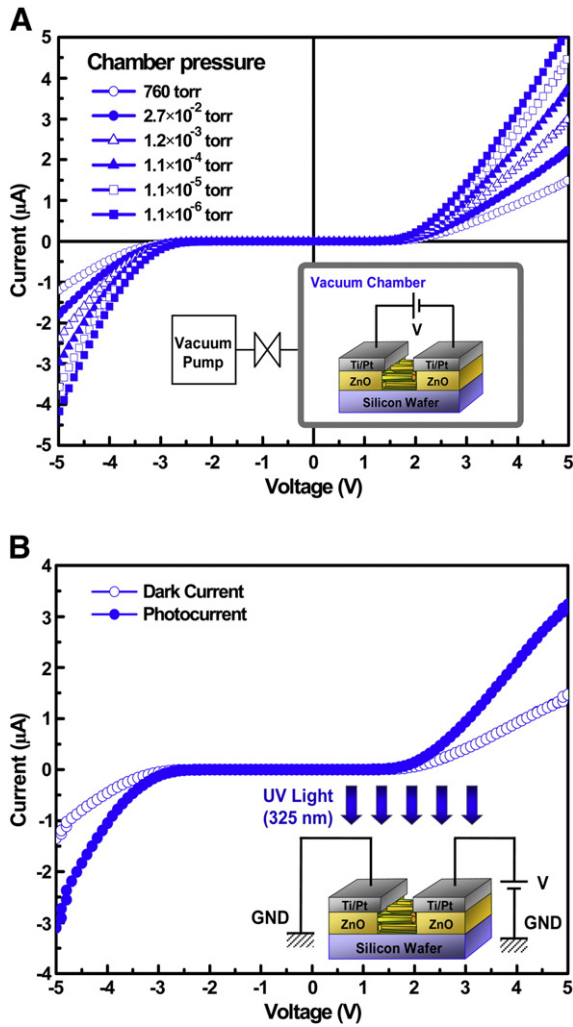 A
5
4
3
2
1
0
-1
-2
-3
-4
-5
Current (μA)
Chamber pressure
760 torr
2.7×10⁻² torr
1.2×10⁻³ torr
1.1×10⁻⁴ torr
1.1×10⁻⁵ torr
1.1×10⁻⁶ torr
Vacuum
Pump
Vacuum Chamber
V
Ti/Pt Ti/Pt
ZnO ZnO
Silicon Wafer
-5 -4 -3 -2 -1 0 1 2 3 4 5
Voltage (V)
B
4
3
2
1
0
-1
-2
-3
-4
Current (μA)
Dark Current
Photocurrent
UV Light
(325 nm)
GND
V
GND
Ti/Pt Ti/Pt
ZnO ZnO
Silicon Wafer
-5 -4 -3 -2 -1 0 1 2 3 4 5
Voltage (V)